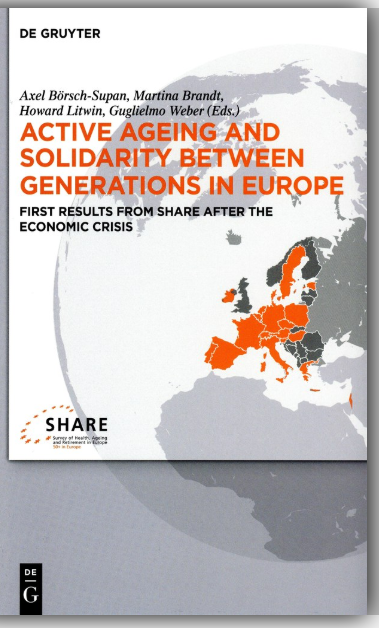 DE GRUYTER
Axel Börsch-Supan, Martina Brandt,
Howard Litwin, Guglielmo Weber (Eds.)
ACTIVE AGEING AND
SOLIDARITY BETWEEN
GENERATIONS IN EUROPE
FIRST RESULTS FROM SHARE AFTER THE
ECONOMIC CRISIS
SHARE
Survey of Health, Ageing
and Retirement in Europe
50+ in Europe
DE
G